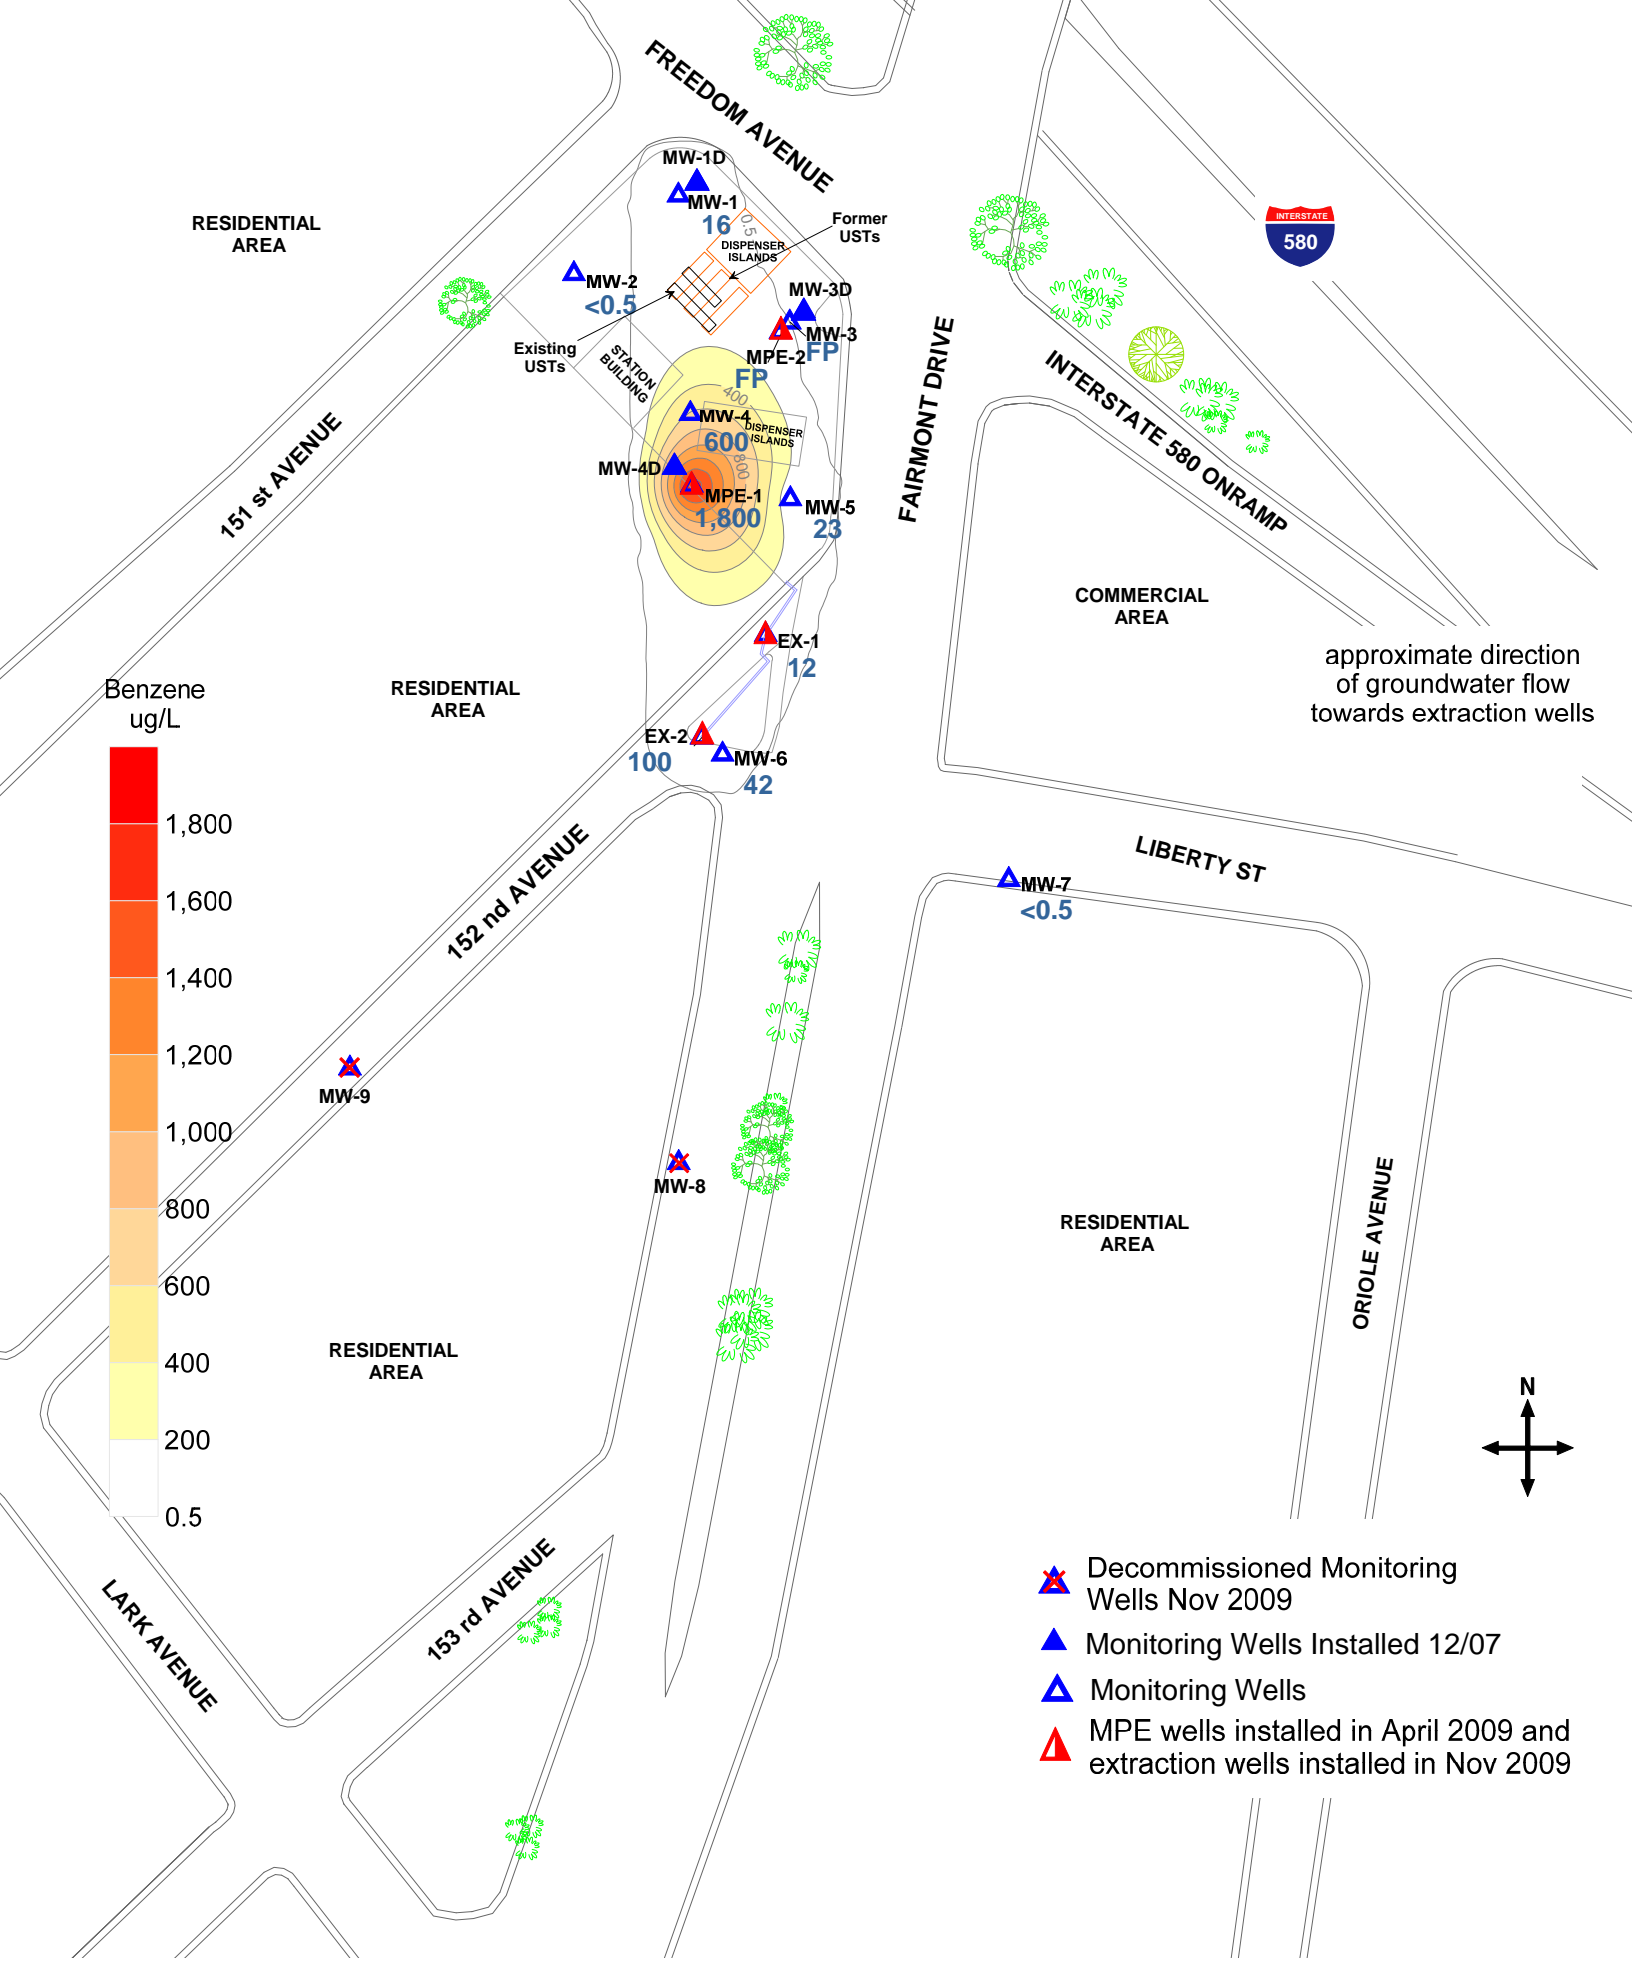 FREEDOM AVENUE
MW-1D
MW-1
16
0.5
DISPENSER
ISLANDS
Former
USTs
RESIDENTIAL
AREA
INTERSTATE
580
MW-2
<0.5
MW-3D
MW-3
FP
MPE-2
FP
Existing
USTs
STATION
BUILDING
400
MW-4
600
DISPENSER
ISLANDS
800
MW-4D
MPE-1
1,800
MW-5
23
151 st AVENUE
FAIRMONT DRIVE
INTERSTATE 580 ONRAMP
COMMERCIAL
AREA
EX-1
12
approximate direction
of groundwater flow
towards extraction wells
RESIDENTIAL
AREA
EX-2
100
MW-6
42
Benzene
ug/L
1,800
1,600
1,400
1,200
1,000
800
600
400
200
0.5
152 nd AVENUE
LIBERTY ST
MW-7
<0.5
MW-9
MW-8
RESIDENTIAL
AREA
ORIOLE AVENUE
RESIDENTIAL
AREA
N
LARK AVENUE
153 rd AVENUE
Decommissioned Monitoring
Wells Nov 2009
Monitoring Wells Installed 12/07
Monitoring Wells
MPE wells installed in April 2009 and
extraction wells installed in Nov 2009